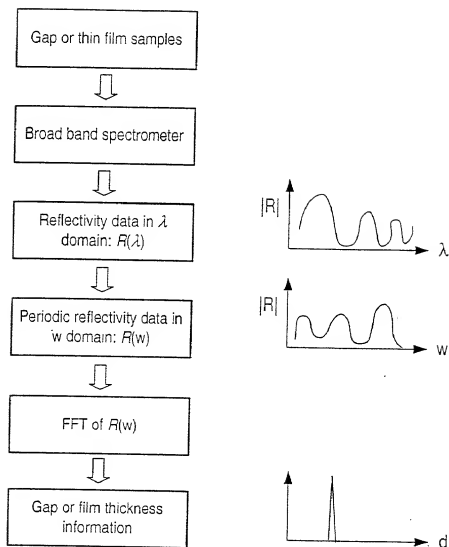 Gap or thin film samples
Broad band spectrometer
Reflectivity data in λ
domain: R(λ)
|R|
λ
Periodic reflectivity data in
w domain: R(w)
|R|
w
FFT of R(w)
Gap or film thickness
information
d